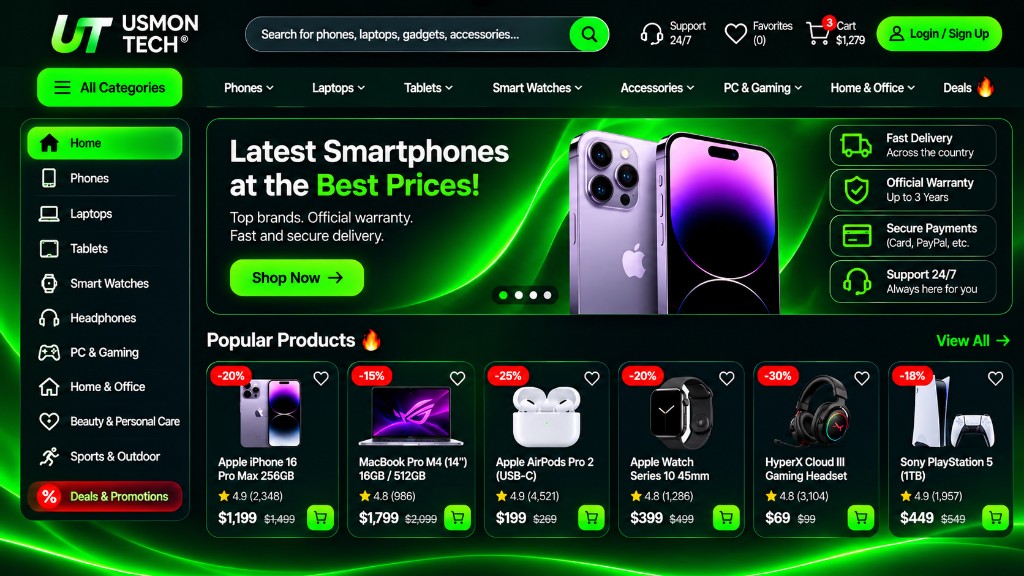 UT USMON
TECH®
Search for phones, laptops, gadgets, accessories...
Support
24/7
Favorites
(0)
3
Cart
$1,279
Login / Sign Up
All Categories
Phones
Laptops
Tablets
Smart Watches
Accessories
PC & Gaming
Home & Office
Deals
Home
Phones
Laptops
Tablets
Smart Watches
Headphones
PC & Gaming
Home & Office
Beauty & Personal Care
Sports & Outdoor
% Deals & Promotions
Latest Smartphones
at the Best Prices!
Top brands. Official warranty.
Fast and secure delivery.
Shop Now →
Fast Delivery
Across the country
Official Warranty
Up to 3 Years
Secure Payments
(Card, PayPal, etc.
Support 24/7
Always here for you
Popular Products
View All →
-20%
Apple iPhone 16
Pro Max 256GB
4.9 (2,348)
$1,199 $1,499
-15%
MacBook Pro M4 (14")
16GB / 512GB
4.8 (986)
$1,799 $2,099
-25%
Apple AirPods Pro 2
(USB-C)
4.9 (4,521)
$199 $269
-20%
Apple Watch
Series 10 45mm
4.8 (1,286)
$399 $499
-30%
HyperX Cloud III
Gaming Headset
4.8 (3,104)
$69 $99
-18%
Sony PlayStation 5
(1TB)
4.9 (1,957)
$449 $549